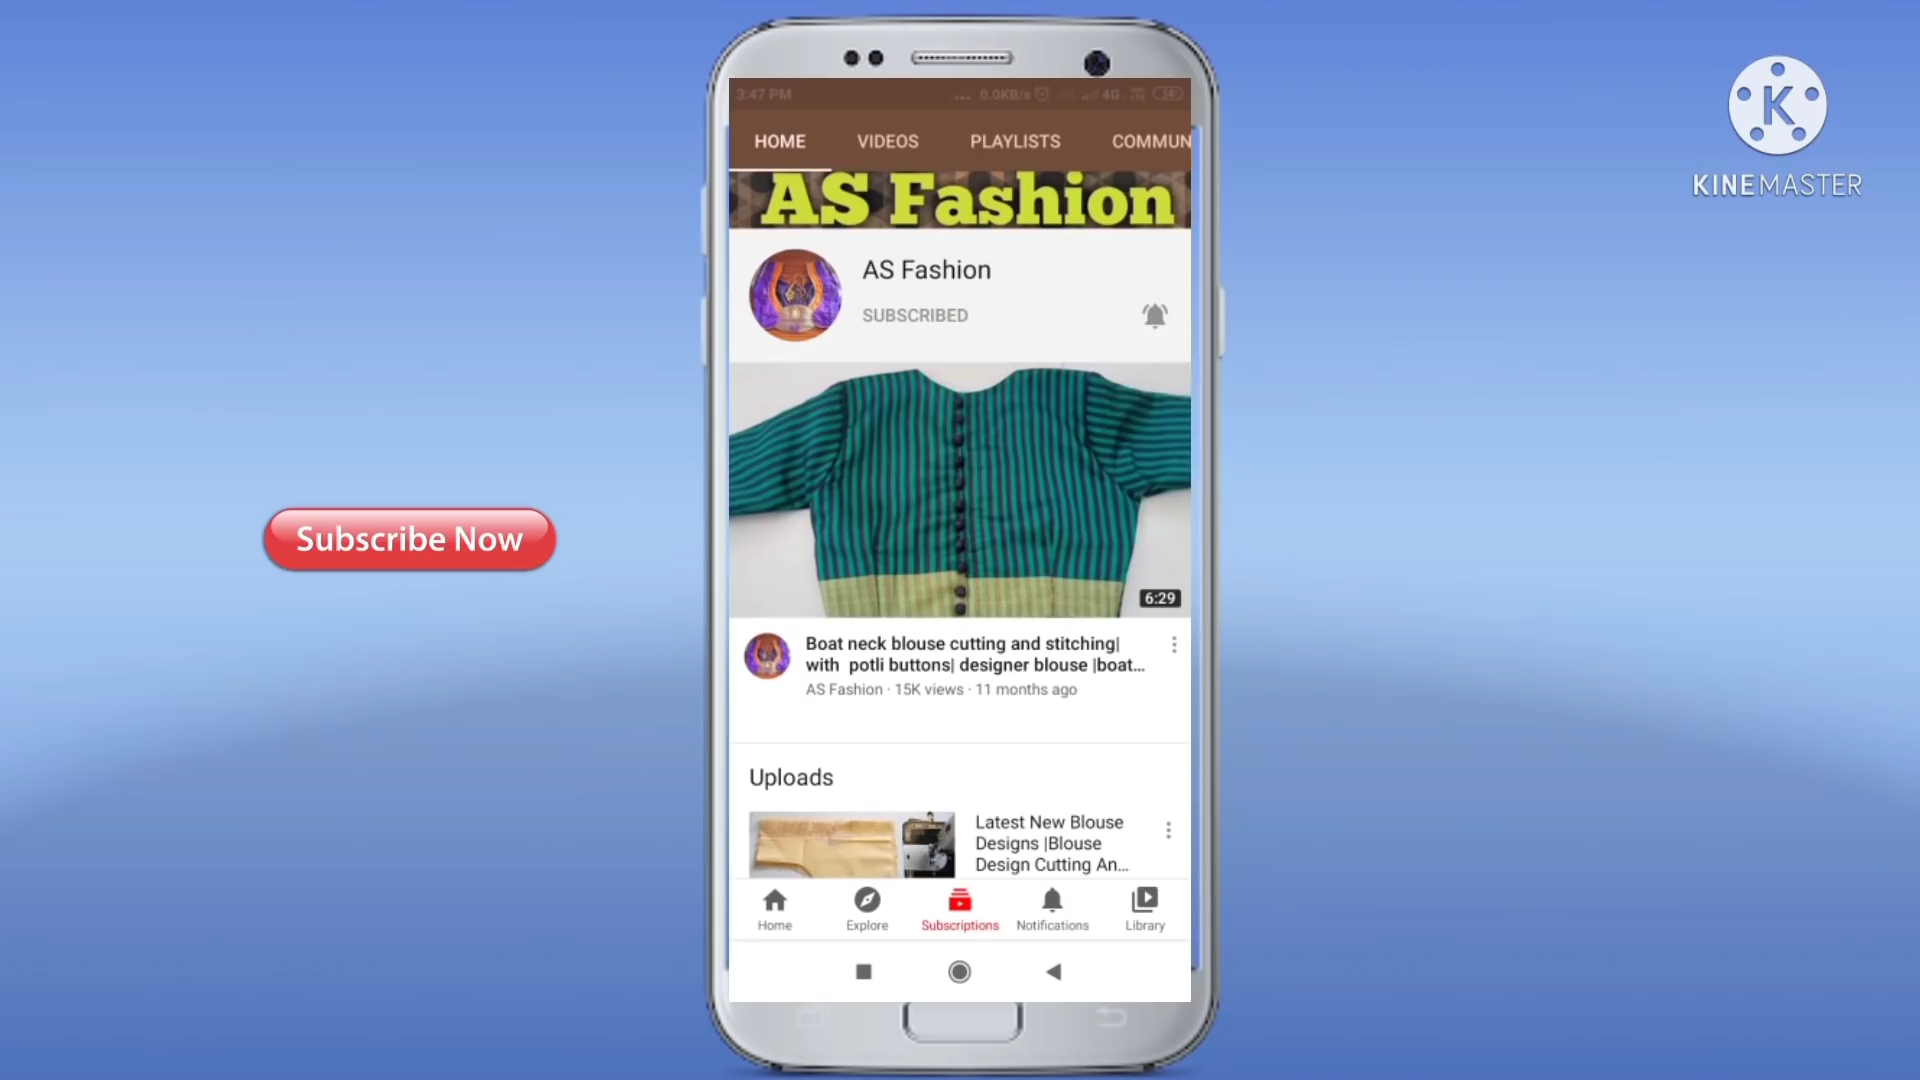 3:47 PM
... 0.0KB/s 4G
HOME VIDEOS PLAYLISTS COMMUN
AS Fashion
AS Fashion
SUBSCRIBED
6:29
Boat neck blouse cutting and stitching|
with potli buttons| designer blouse |boat...
AS Fashion · 15K views · 11 months ago
Uploads
Latest New Blouse
Designs |Blouse
Design Cutting An...
Home Explore Subscriptions Notifications Library
Subscribe Now
K
KINEMASTER